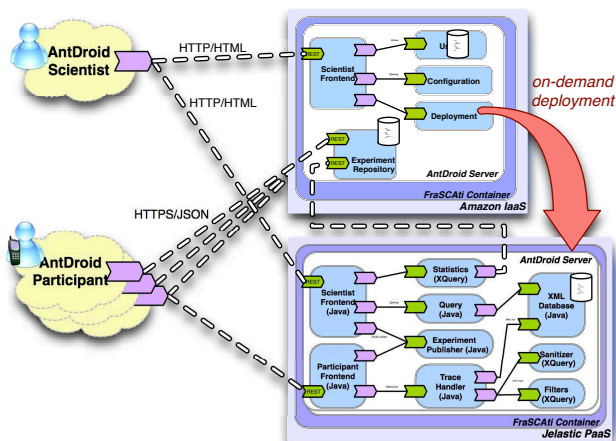 AntDroid
Scientist
HTTP/HTML
HTTP/HTML
REST
Scientist
Frontend
Configuration
Deployment
REST
Experiment
Repository
AntDroid Server
FraSCAti Container
Amazon IaaS
on-demand
deployment
HTTPS/JSON
AntDroid
Participant
AntDroid Server
REST
Scientist
Frontend
(Java)
Statistics
(XQuery)
Query
(Java)
Experiment
Publisher (Java)
XML
Database
(Java)
REST
Participant
Frontend
(Java)
Trace
Handler
(Java)
Sanitizer
(XQuery)
Filters
(XQuery)
FraSCAti Container
Jelastic PaaS